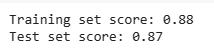 Training set score: 0.88
Test set score: 0.87